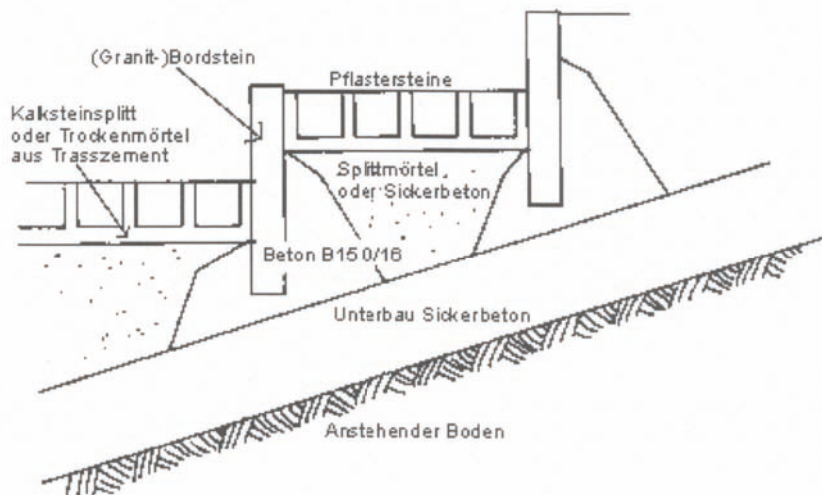 (Granit-)Bordstein
Pflastersteine
Kalksteinsplitt
oder Trockenmörtel
aus Trasszement
Splittmörtel
oder Sickerbeton
Beton B15 0/16
Unterbau Sickerbeton
Anstehender Boden